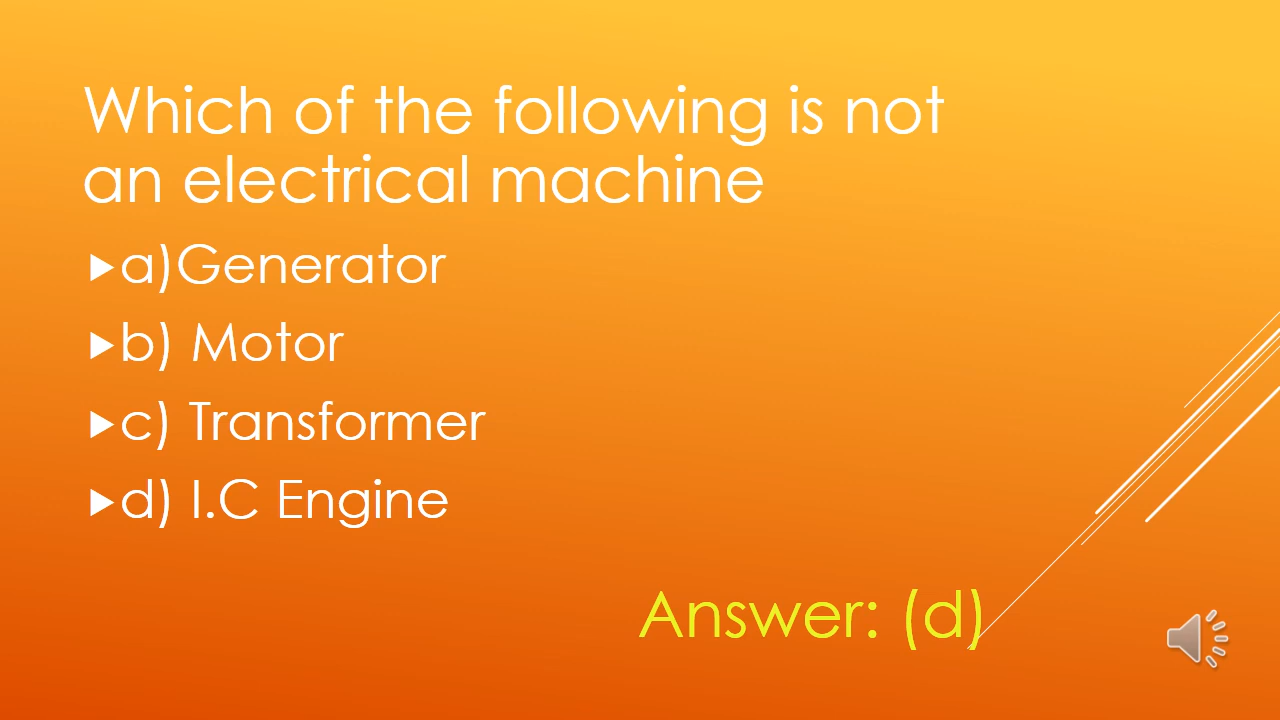 Which of the following is not
an electrical machine
a)Generator
b) Motor
c) Transformer
d) I.C Engine
Answer: (d)